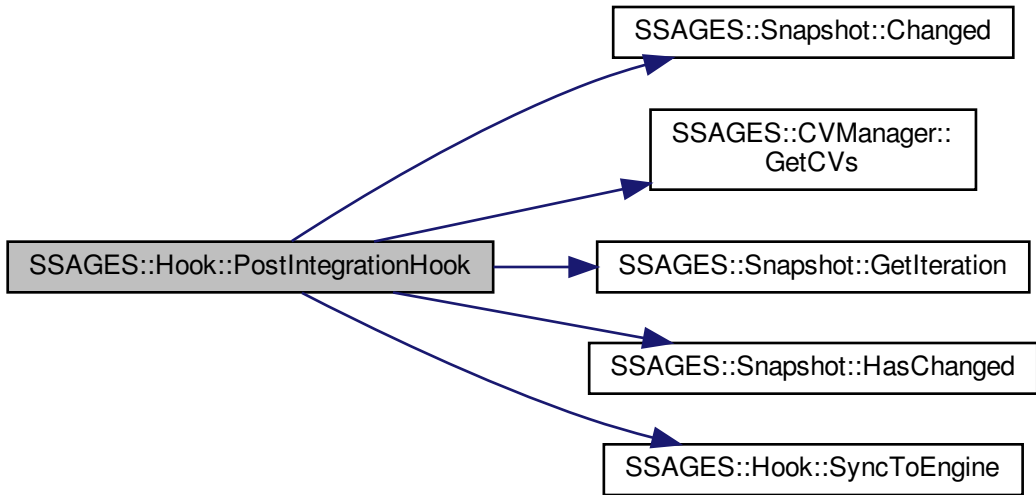 SSAGES::Snapshot::Changed
SSAGES::CVManager::
GetCVs
SSAGES::Hook::PostIntegrationHook
SSAGES::Snapshot::GetIteration
SSAGES::Snapshot::HasChanged
SSAGES::Hook::SyncToEngine